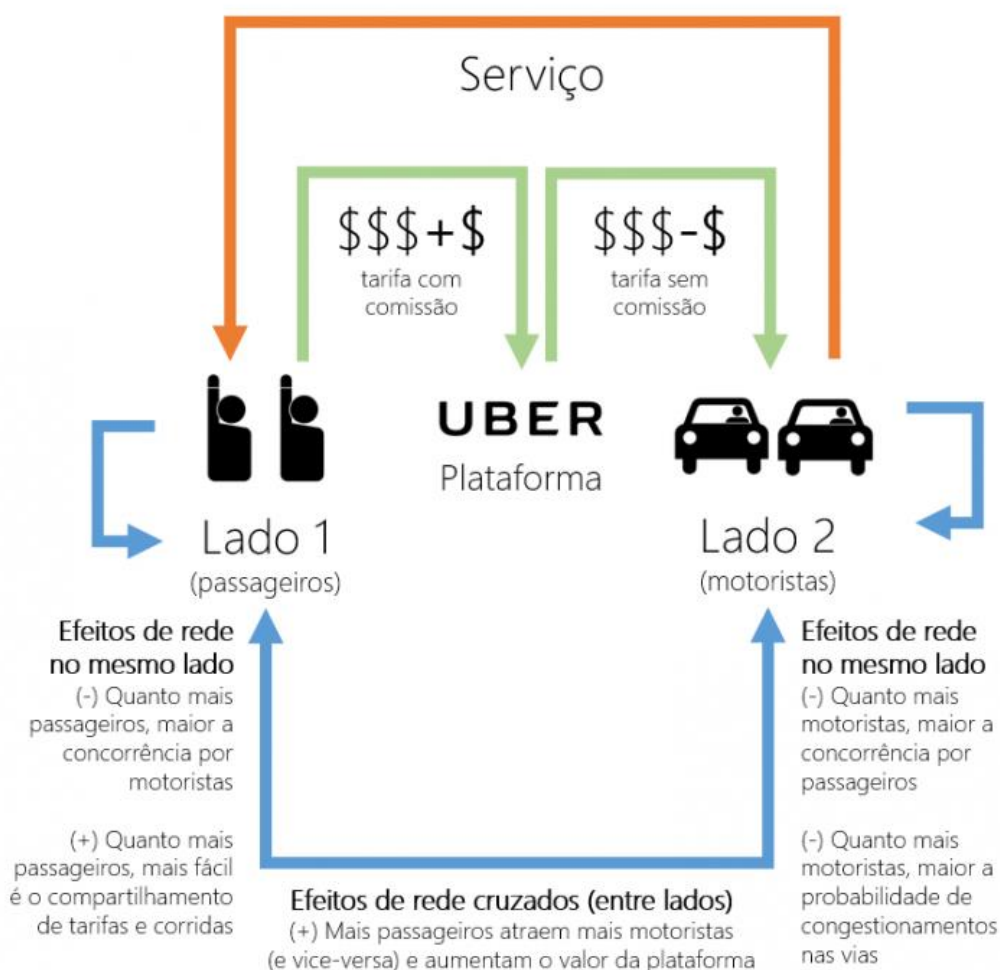 Serviço
$$$+$
tarifa com
comissão
$$$-$
tarifa sem
comissão
UBER
Plataforma
Lado 1
(passageiros)
Lado 2
(motoristas)
Efeitos de rede
no mesmo lado
(-) Quanto mais
passageiros, maior a
concorrência por
motoristas
(+) Quanto mais
passageiros, mais fácil
é o compartilhamento
de tarifas e corridas
Efeitos de rede cruzados (entre lados)
(+) Mais passageiros atraem mais motoristas
(e vice-versa) e aumentam o valor da plataforma
Efeitos de rede
no mesmo lado
(-) Quanto mais
motoristas, maior a
concorrência por
passageiros
(-) Quanto mais
motoristas, maior a
probabilidade de
congestionamentos
nas vias